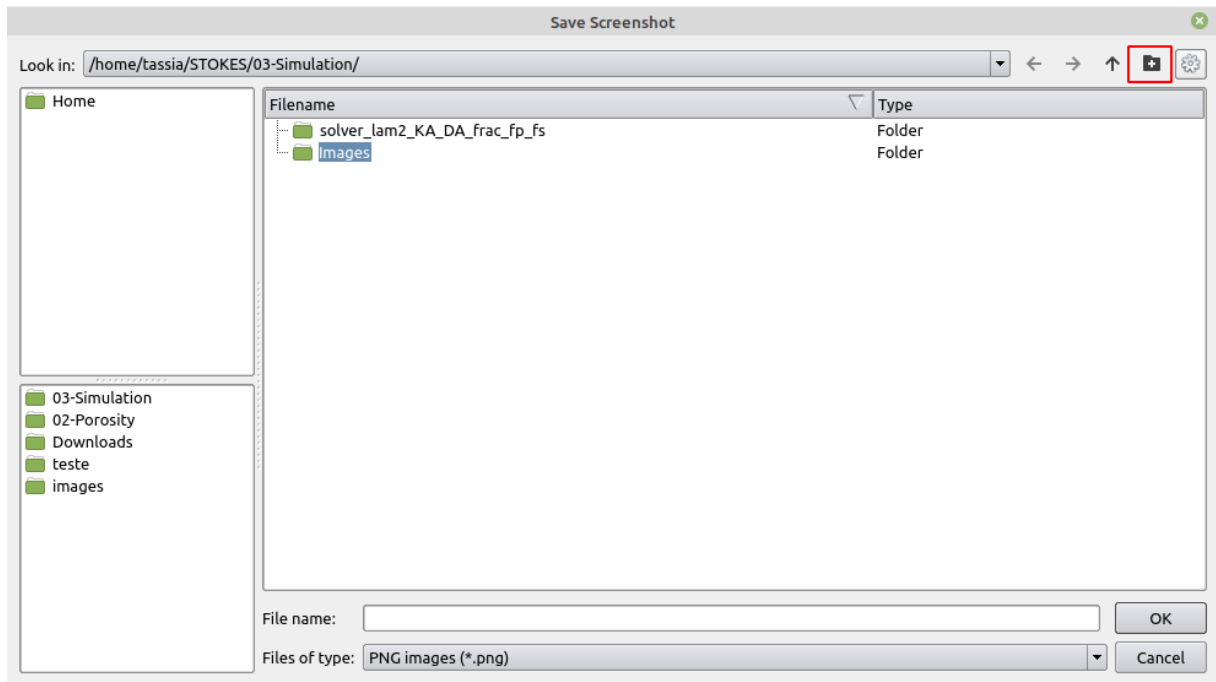 Save Screenshot
Look in: /home/tassia/STOKES/03-Simulation/
Home
Filename Type
solver_lam2_KA_DA_frac_fp_fs Folder
Images Folder
03-Simulation
02-Porosity
Downloads
teste
images
File name: OK
Files of type: PNG images (*.png) Cancel